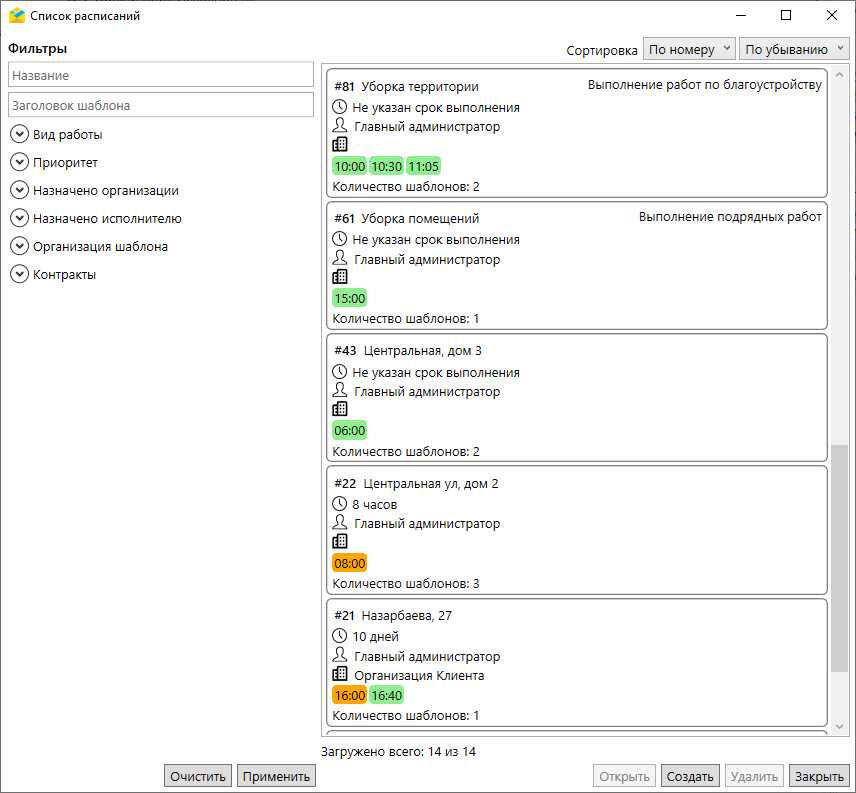 Список расписаний
Фильтры
Название
Заголовок шаблона
Вид работы
Приоритет
Назначено организации
Назначено исполнителю
Организация шаблона
Контракты
Сортировка По номеру По убыванию
#81 Уборка территории Выполнение работ по благоустройству
Не указан срок выполнения
Главный администратор
10:00 10:30 11:05
Количество шаблонов: 2
#61 Уборка помещений Выполнение подрядных работ
Не указан срок выполнения
Главный администратор
15:00
Количество шаблонов: 1
#43 Центральная, дом 3
Не указан срок выполнения
Главный администратор
06:00
Количество шаблонов: 2
#22 Центральная ул, дом 2
8 часов
Главный администратор
08:00
Количество шаблонов: 3
#21 Назарбаева, 27
10 дней
Главный администратор
Организация Клиента
16:00 16:40
Количество шаблонов: 1
Загружено всего: 14 из 14
Очистить Применить Открыть Создать Удалить Закрыть